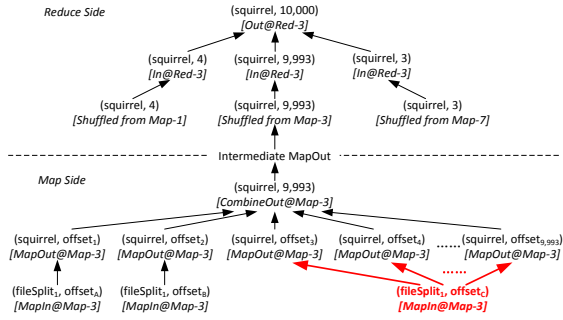 Reduce Side
(squirrel, 10,000)
[Out@Red-3]
(squirrel, 4) (squirrel, 9,993) (squirrel, 3)
[In@Red-3] [In@Red-3] [In@Red-3]
(squirrel, 4) (squirrel, 9,993) (squirrel, 3)
[Shuffled from Map-1] [Shuffled from Map-3] [Shuffled from Map-7]
Intermediate MapOut
Map Side
(squirrel, 9,993)
[CombineOut@Map-3]
(squirrel, offset₁) (squirrel, offset₂) (squirrel, offset₃) (squirrel, offset₄) ...... (squirrel, offset₉,₉₉₃)
[MapOut@Map-3] [MapOut@Map-3] [MapOut@Map-3] [MapOut@Map-3] [MapOut@Map-3]
......
(fileSplit₁, offset_A) (fileSplit₁, offset_B) (fileSplit₁, offset_C)
[MapIn@Map-3] [MapIn@Map-3] [MapIn@Map-3]